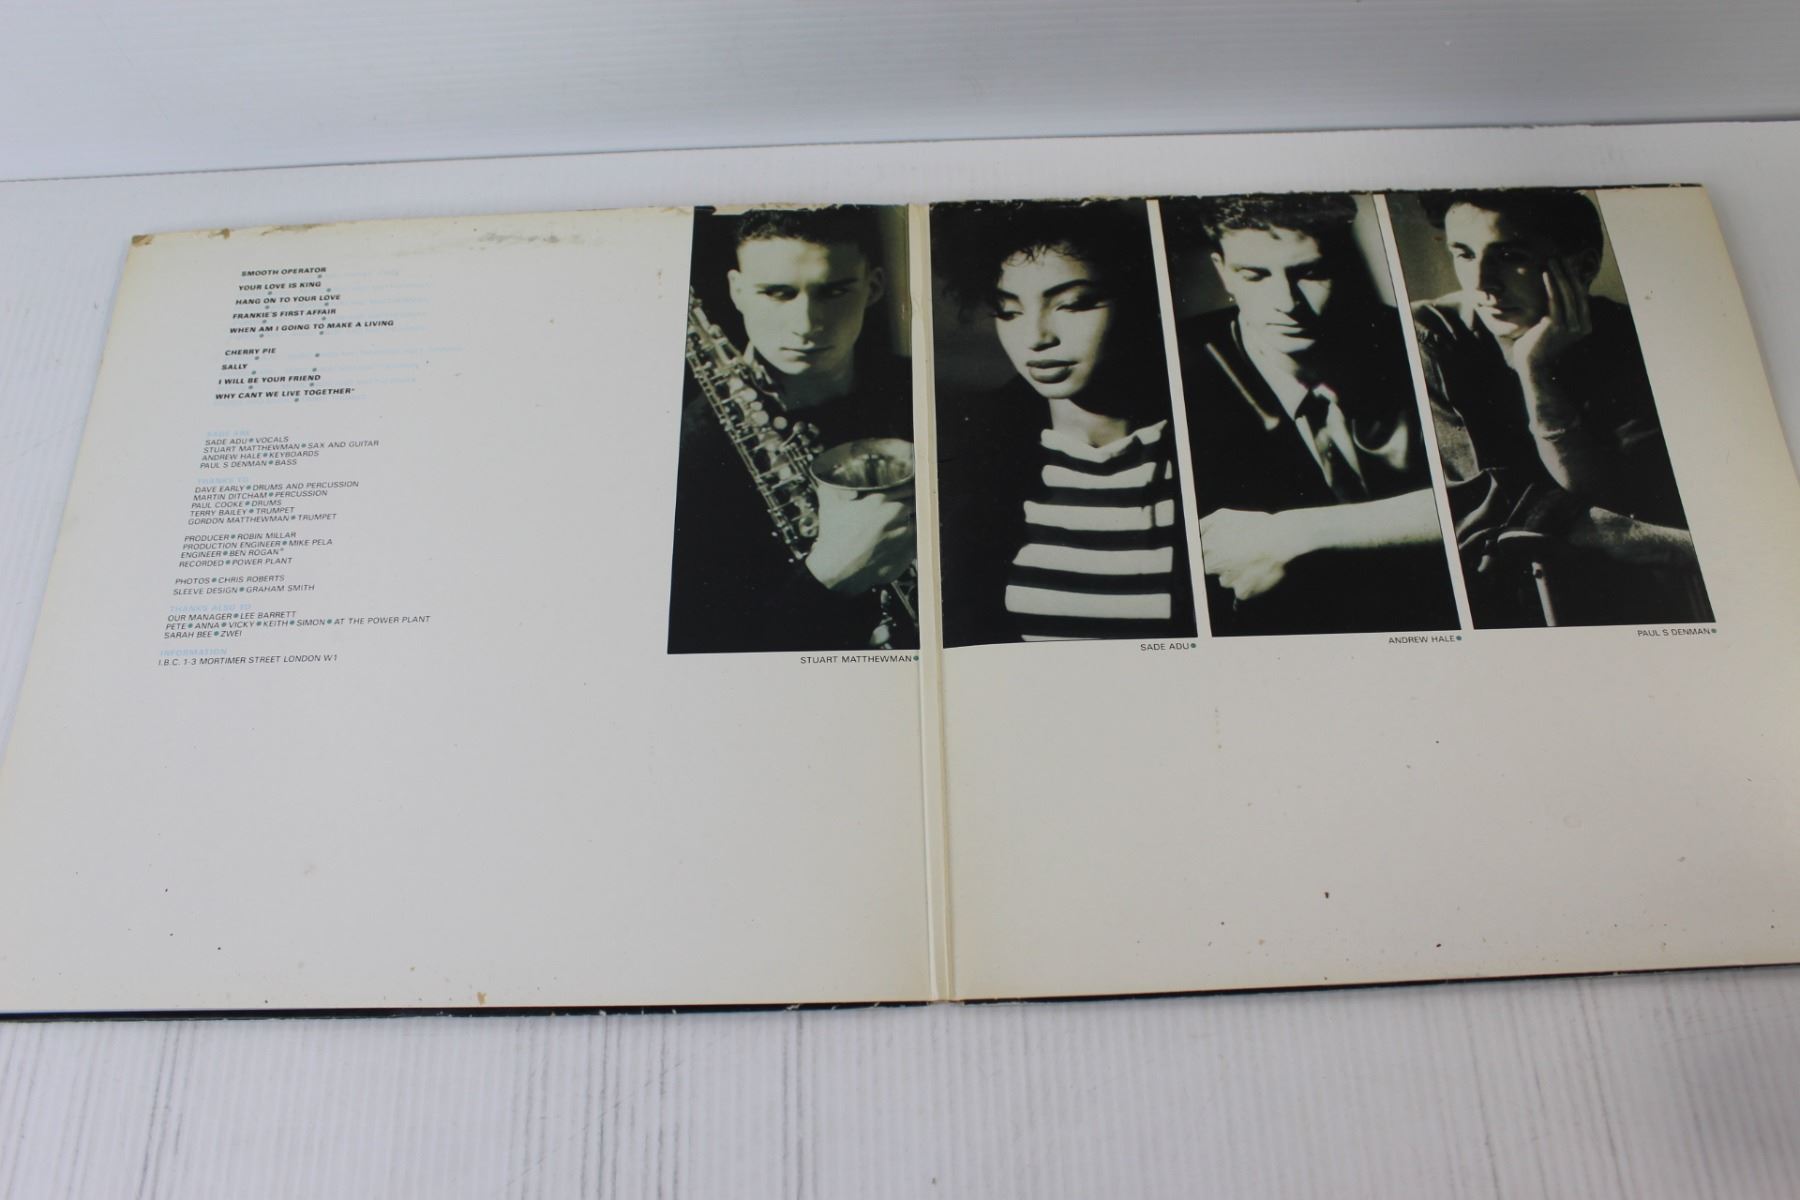 SMOOTH OPERATOR
YOUR LOVE IS KING
HANG ON TO YOUR LOVE
FRANKIE'S FIRST AFFAIR
WHEN AM I GOING TO MAKE A LIVING
CHERRY PIE
SALLY
I WILL BE YOUR FRIEND
WHY CANT WE LIVE TOGETHER*
SADE ARE
SADE ADU•VOCALS
STUART MATTHEWMAN•SAX AND GUITAR
ANDREW HALE•KEYBOARDS
PAUL S DENMAN•BASS
THANKS TO
DAVE EARLY•DRUMS AND PERCUSSION
MARTIN DITCHAM•PERCUSSION
PAUL COOKE•DRUMS
TERRY BAILEY•TRUMPET
GORDON MATTHEWMAN•TRUMPET
PRODUCER•ROBIN MILLAR
PRODUCTION ENGINEER•MIKE PELA
ENGINEER•BEN ROGAN*
RECORDED•POWER PLANT
PHOTOS•CHRIS ROBERTS
SLEEVE DESIGN•GRAHAM SMITH
THANKS ALSO TO
OUR MANAGER•LEE BARRETT
PETE•ANNA•VICKY•KEITH•SIMON•AT THE POWER PLANT
SARAH BEE•ZWEI
INFORMATION
I.B.C. 1-3 MORTIMER STREET LONDON W1
STUART MATTHEWMAN•
SADE ADU•
ANDREW HALE•
PAUL S DENMAN•